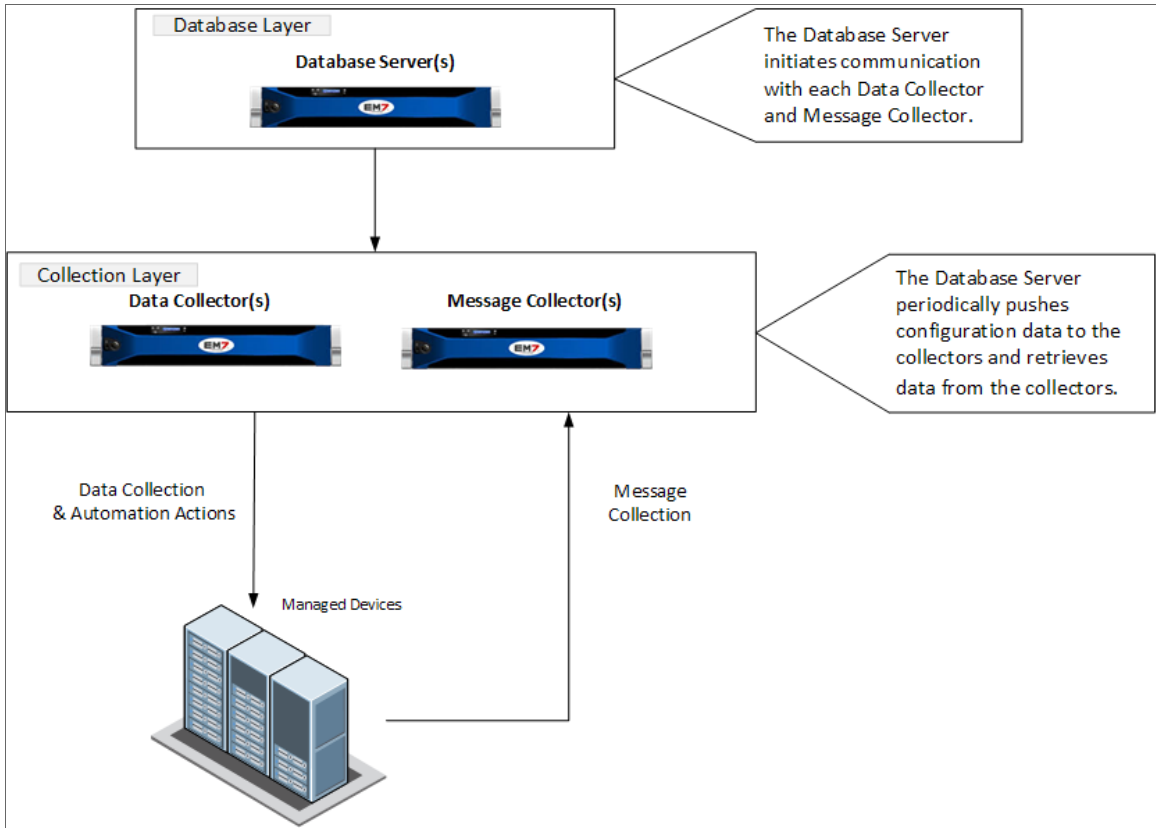 Database Layer
Database Server(s)
EM7
The Database Server
initiates communication
with each Data Collector
and Message Collector.
Collection Layer
Data Collector(s)
Message Collector(s)
EM7
EM7
The Database Server
periodically pushes
configuration data to the
collectors and retrieves
data from the collectors.
Data Collection
& Automation Actions
Message
Collection
Managed Devices